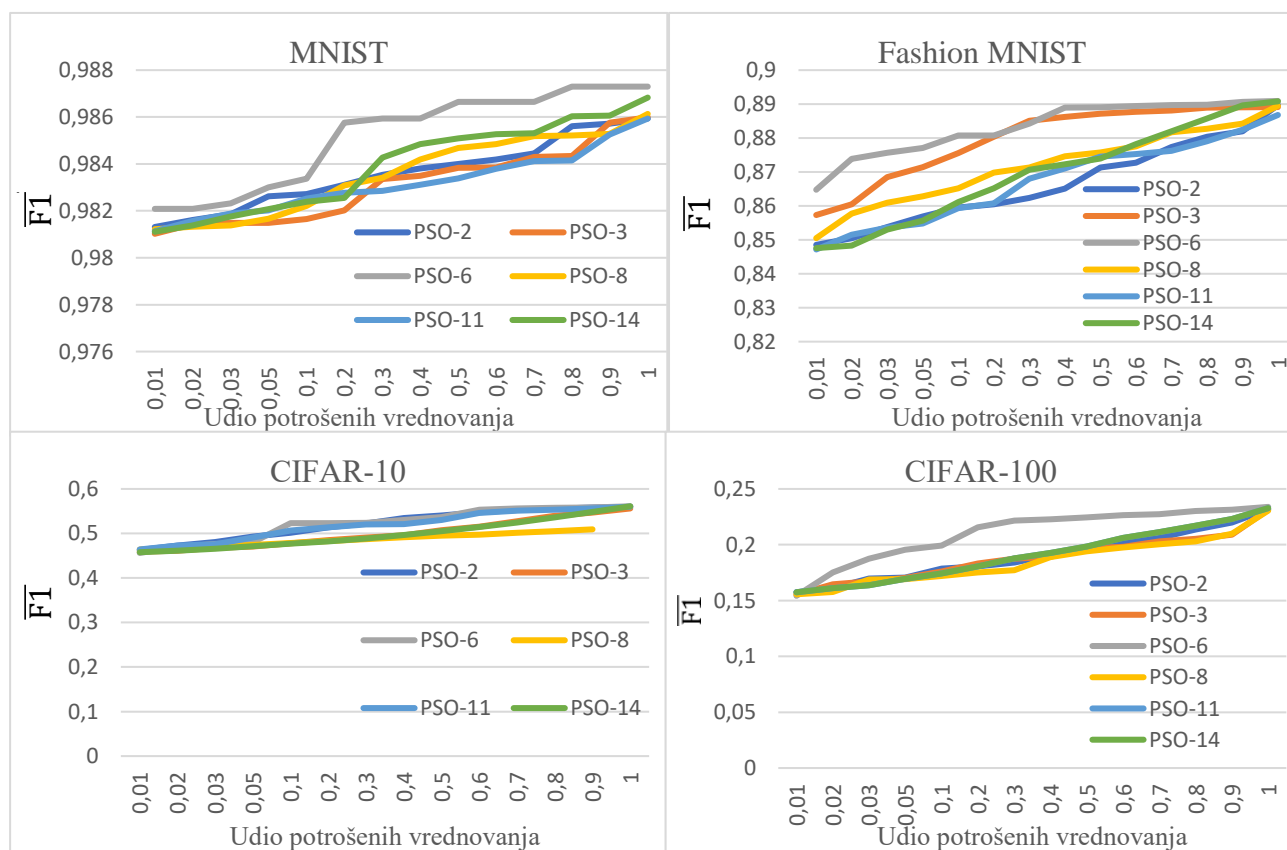 MNIST
0,988
0,986
0,984
0,982
0,98
0,978
0,976
F1
PSO-2 PSO-3
PSO-6 PSO-8
PSO-11 PSO-14
0,01 0,02 0,03 0,05 0,1 0,2 0,3 0,4 0,5 0,6 0,7 0,8 0,9 1
Udio potrošenih vrednovanja
Fashion MNIST
0,9
0,89
0,88
0,87
0,86
0,85
0,84
0,83
0,82
F1
PSO-2
PSO-3
PSO-6
PSO-8
PSO-11
PSO-14
0,01 0,02 0,03 0,05 0,1 0,2 0,3 0,4 0,5 0,6 0,7 0,8 0,9 1
Udio potrošenih vrednovanja
CIFAR-10
0,6
0,5
0,4
0,3
0,2
0,1
0
F1
PSO-2 PSO-3
PSO-6 PSO-8
PSO-11 PSO-14
0,01 0,02 0,03 0,05 0,1 0,2 0,3 0,4 0,5 0,6 0,7 0,8 0,9 1
Udio potrošenih vrednovanja
CIFAR-100
0,25
0,2
0,15
0,1
0,05
0
F1
PSO-2
PSO-3
PSO-6
PSO-8
PSO-11
PSO-14
0,01 0,02 0,03 0,05 0,1 0,2 0,3 0,4 0,5 0,6 0,7 0,8 0,9 1
Udio potrošenih vrednovanja